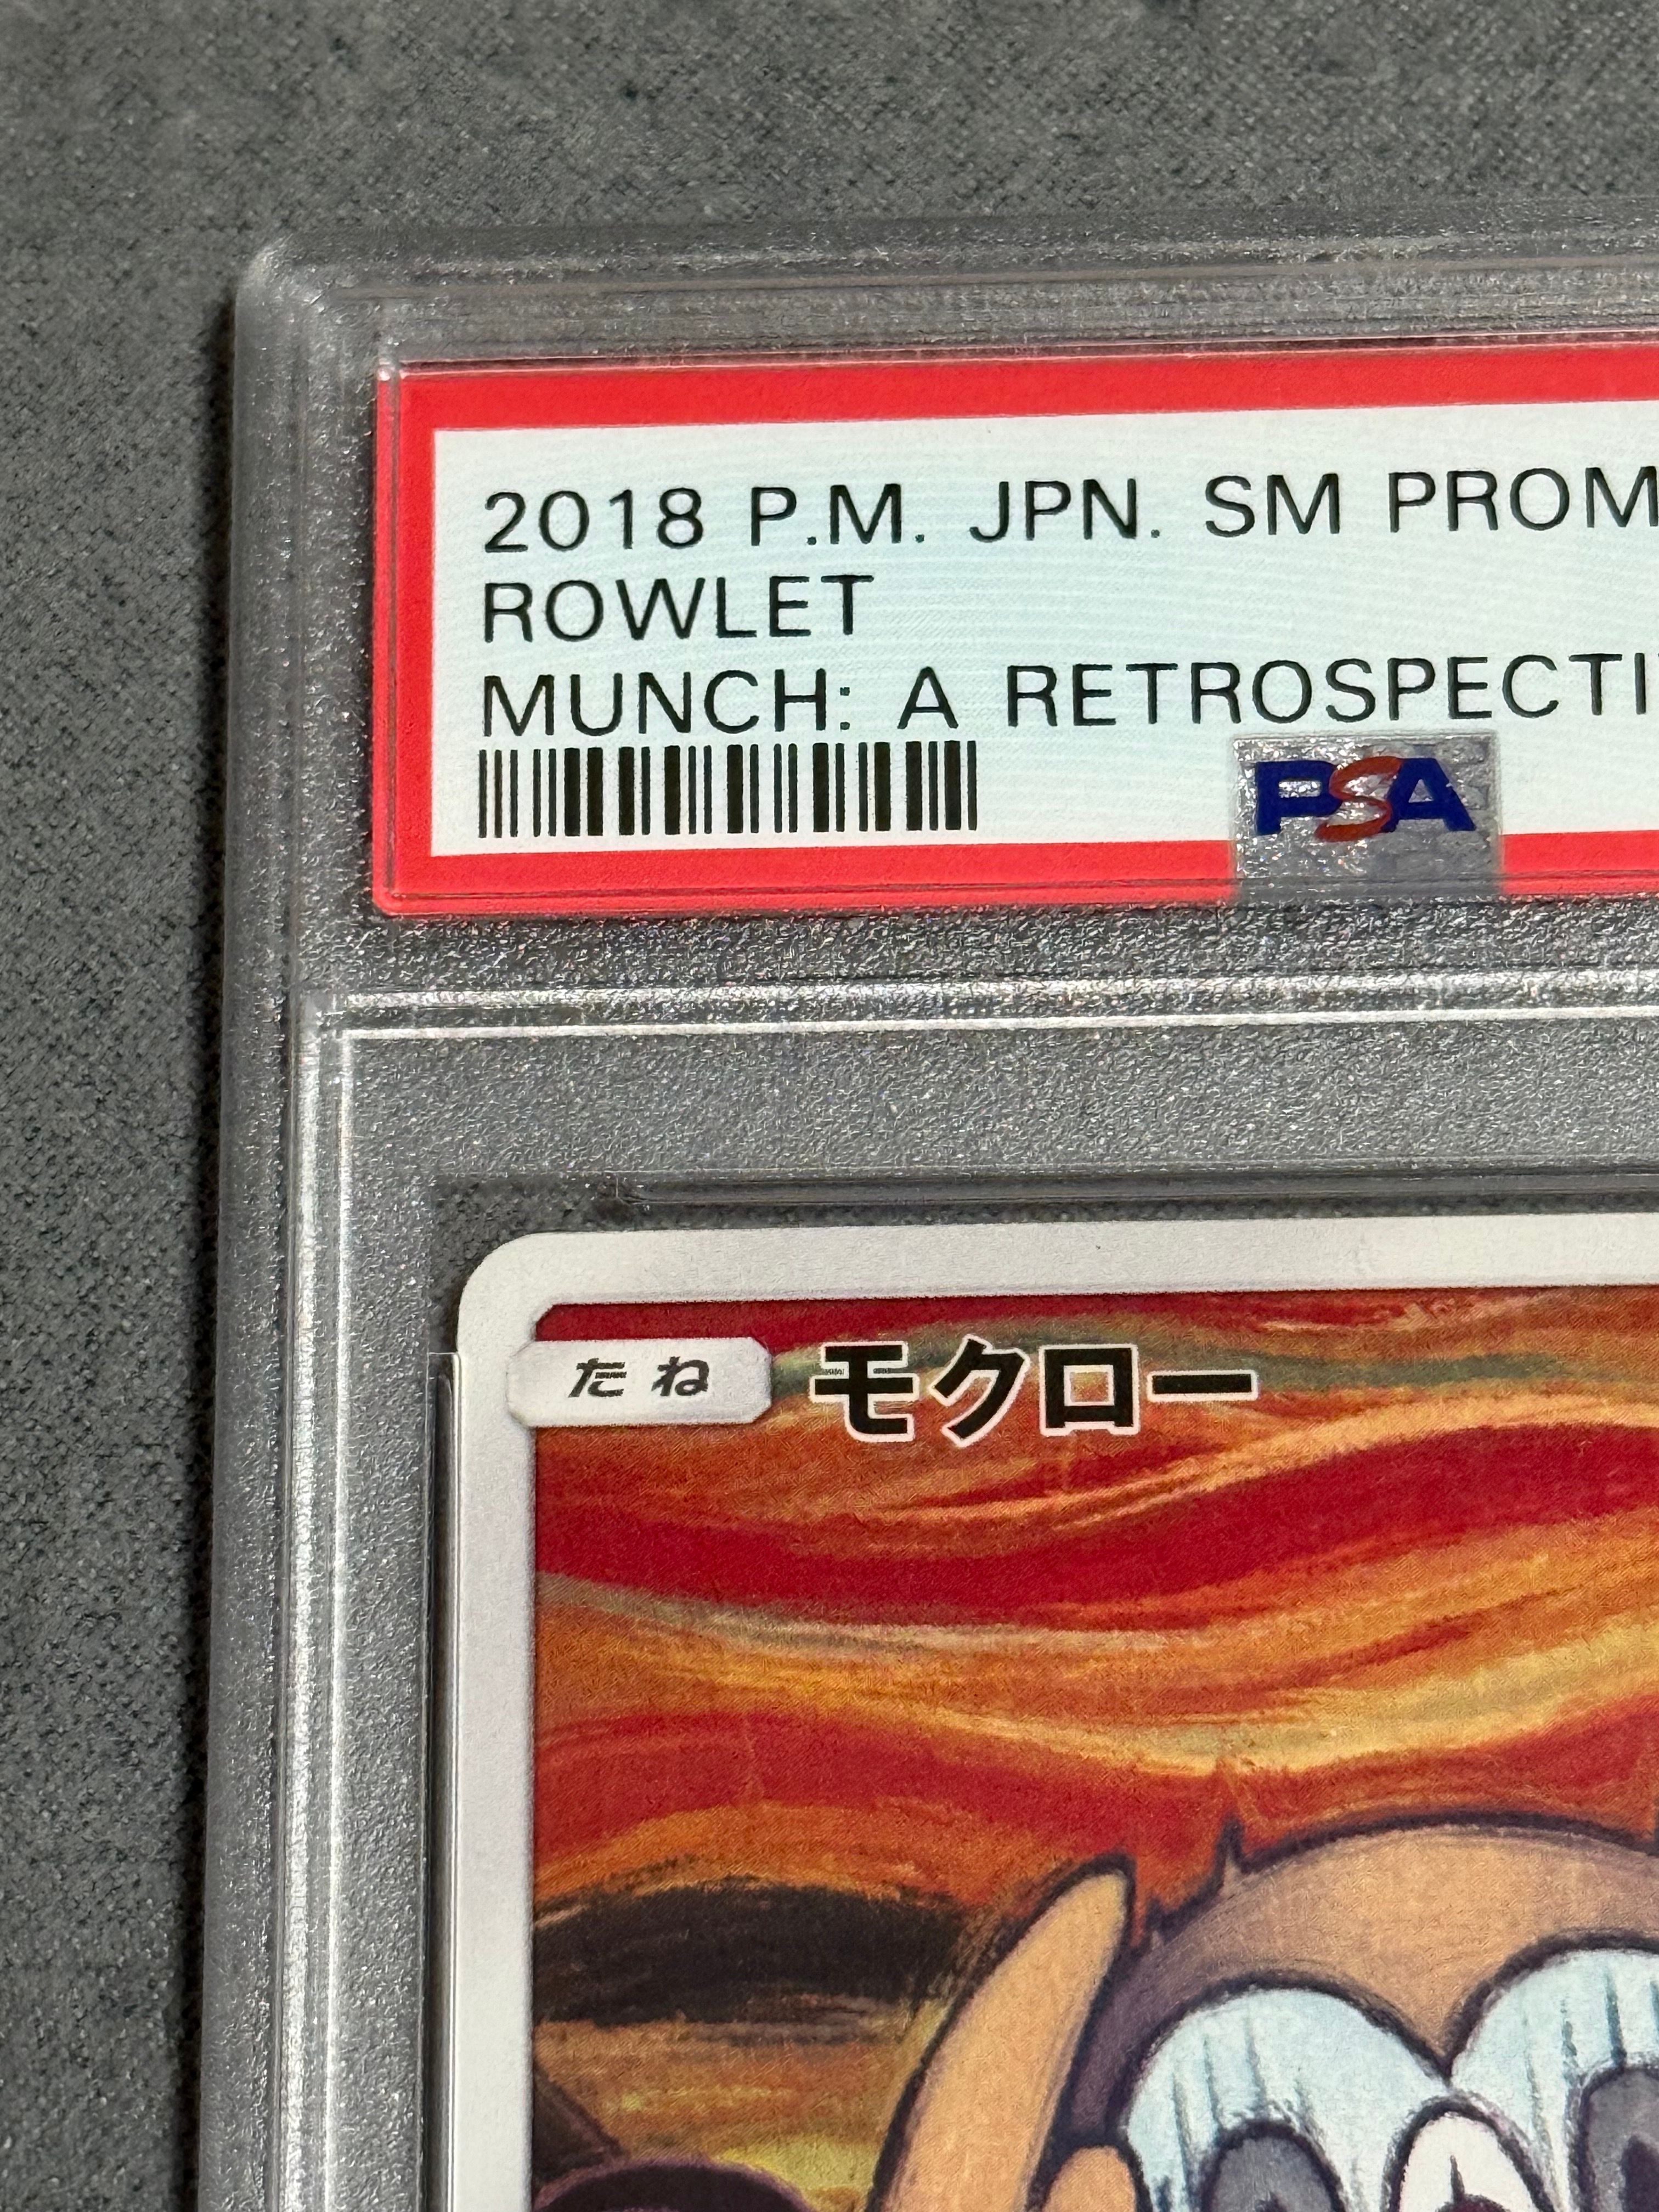 2018 P.M. JPN. SM PROM
ROWLET
MUNCH: A RETROSPECTI
PSA
たね モクロー